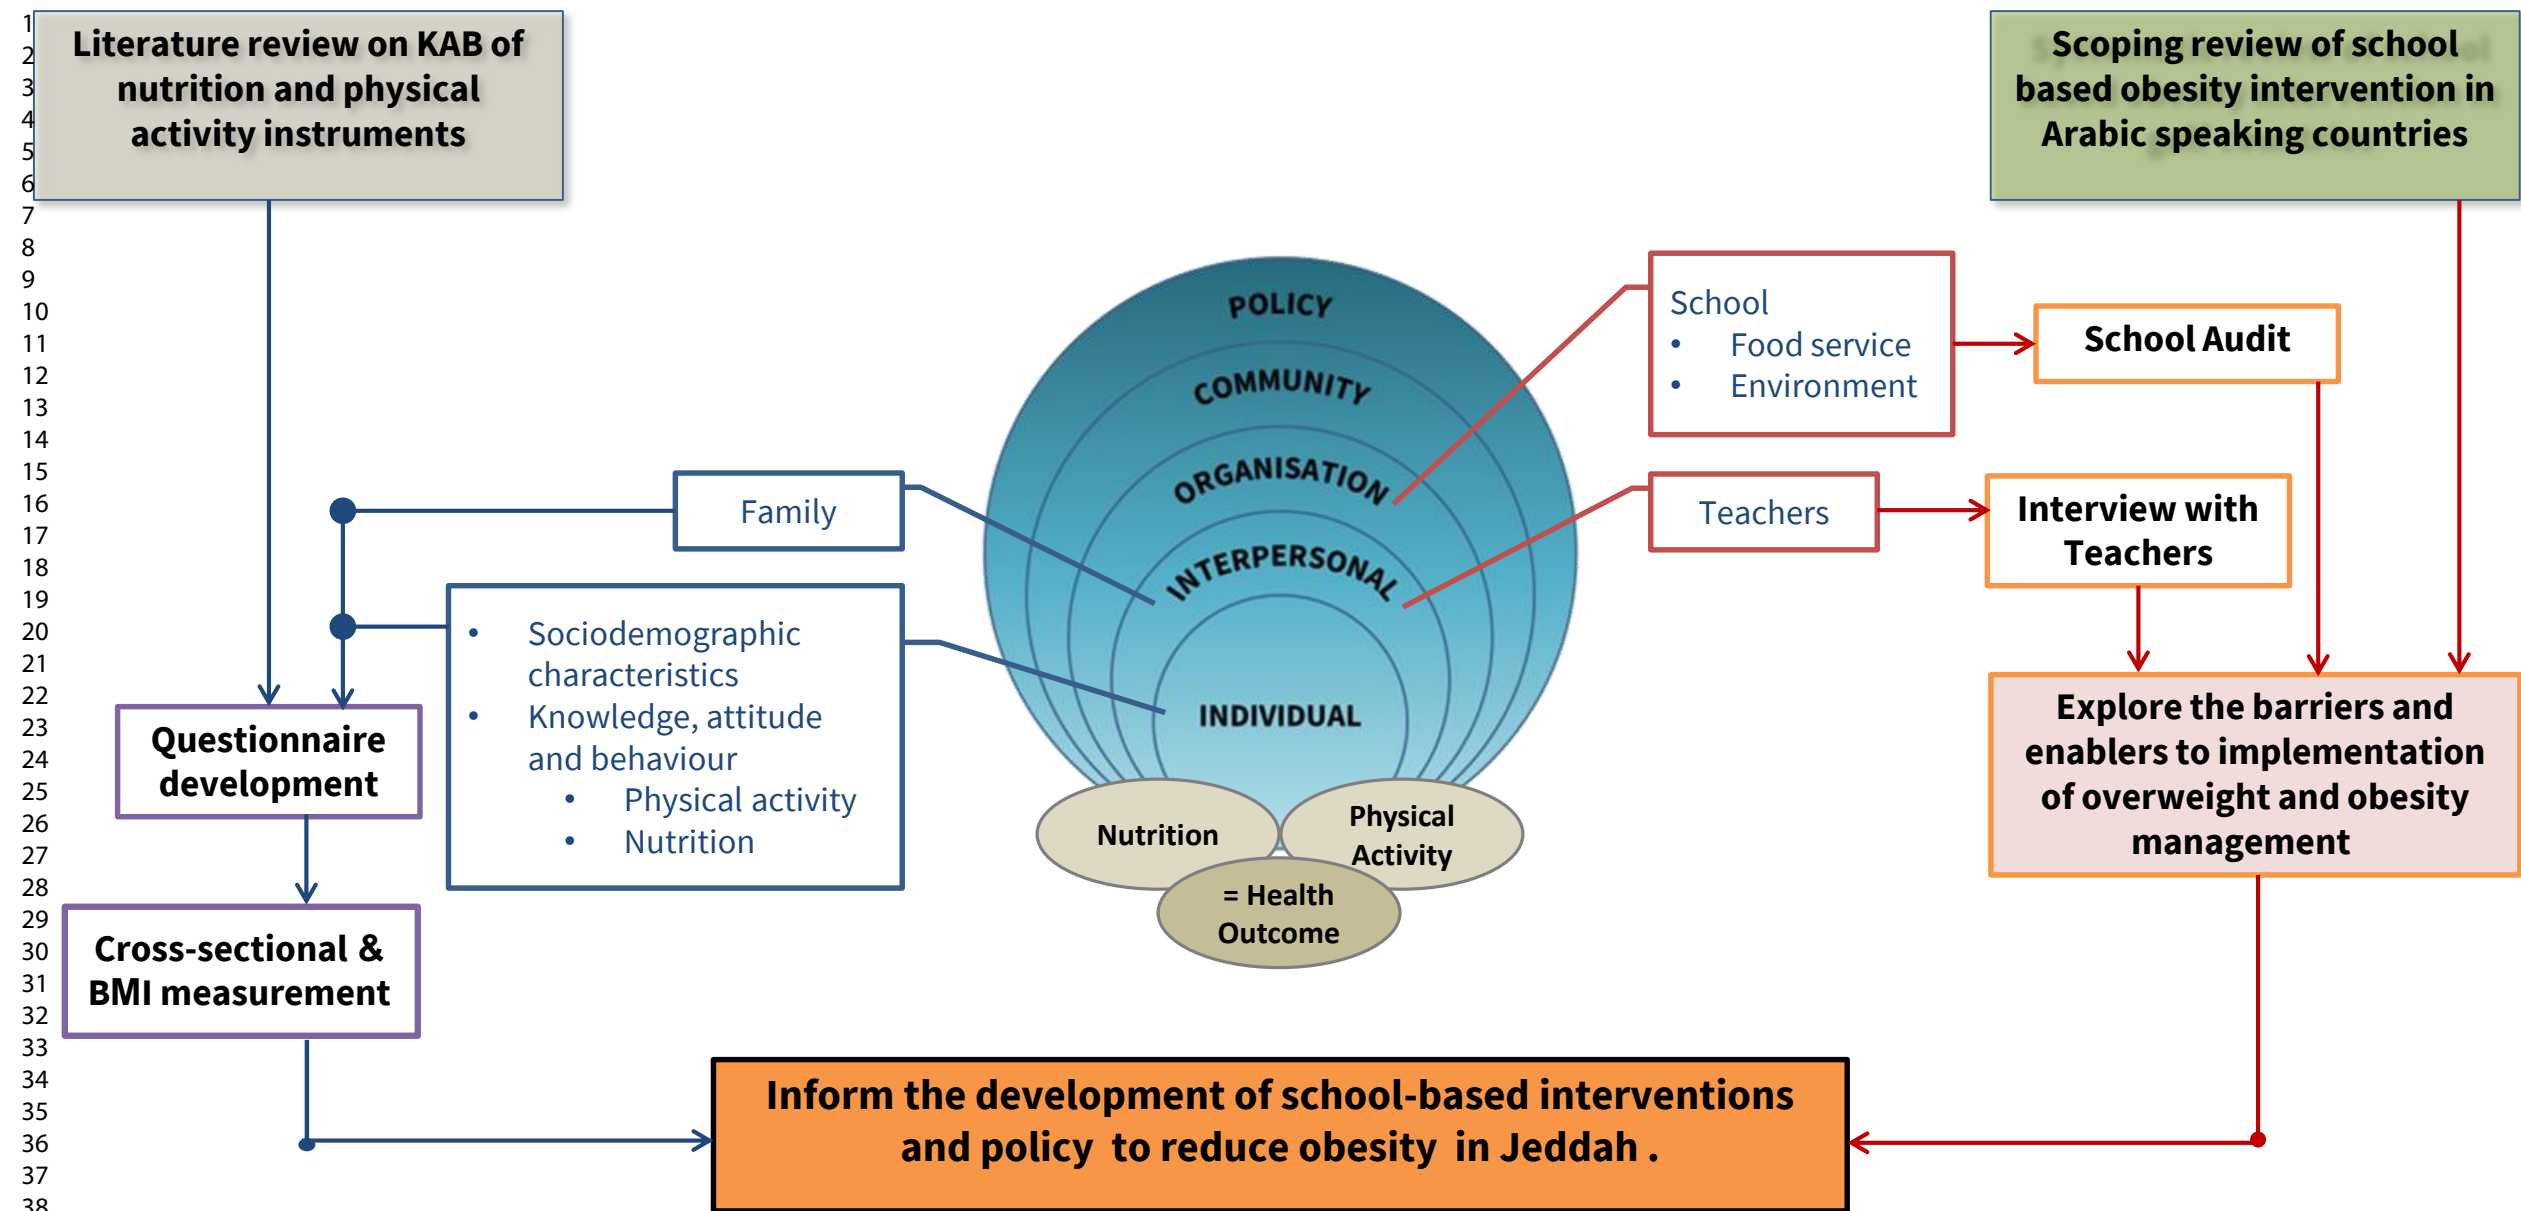 1
2
3
4
5
6
7
8
9
10
11
12
13
14
15
16
17
18
19
20
21
22
23
24
25
26
27
28
29
30
31
32
33
34
35
36
37
38
Literature review on KAB of
nutrition and physical
activity instruments
Scoping review of school
based obesity intervention in
Arabic speaking countries
POLICY
COMMUNITY
ORGANISATION
INTERPERSONAL
INDIVIDUAL
Nutrition
Physical
Activity
= Health
Outcome
School
• Food service
• Environment
School Audit
Teachers
Interview with
Teachers
Family
• Sociodemographic
characteristics
• Knowledge, attitude
and behaviour
• Physical activity
• Nutrition
Questionnaire
development
Cross-sectional &
BMI measurement
Explore the barriers and
enablers to implementation
of overweight and obesity
management
Inform the development of school-based interventions
and policy to reduce obesity in Jeddah .